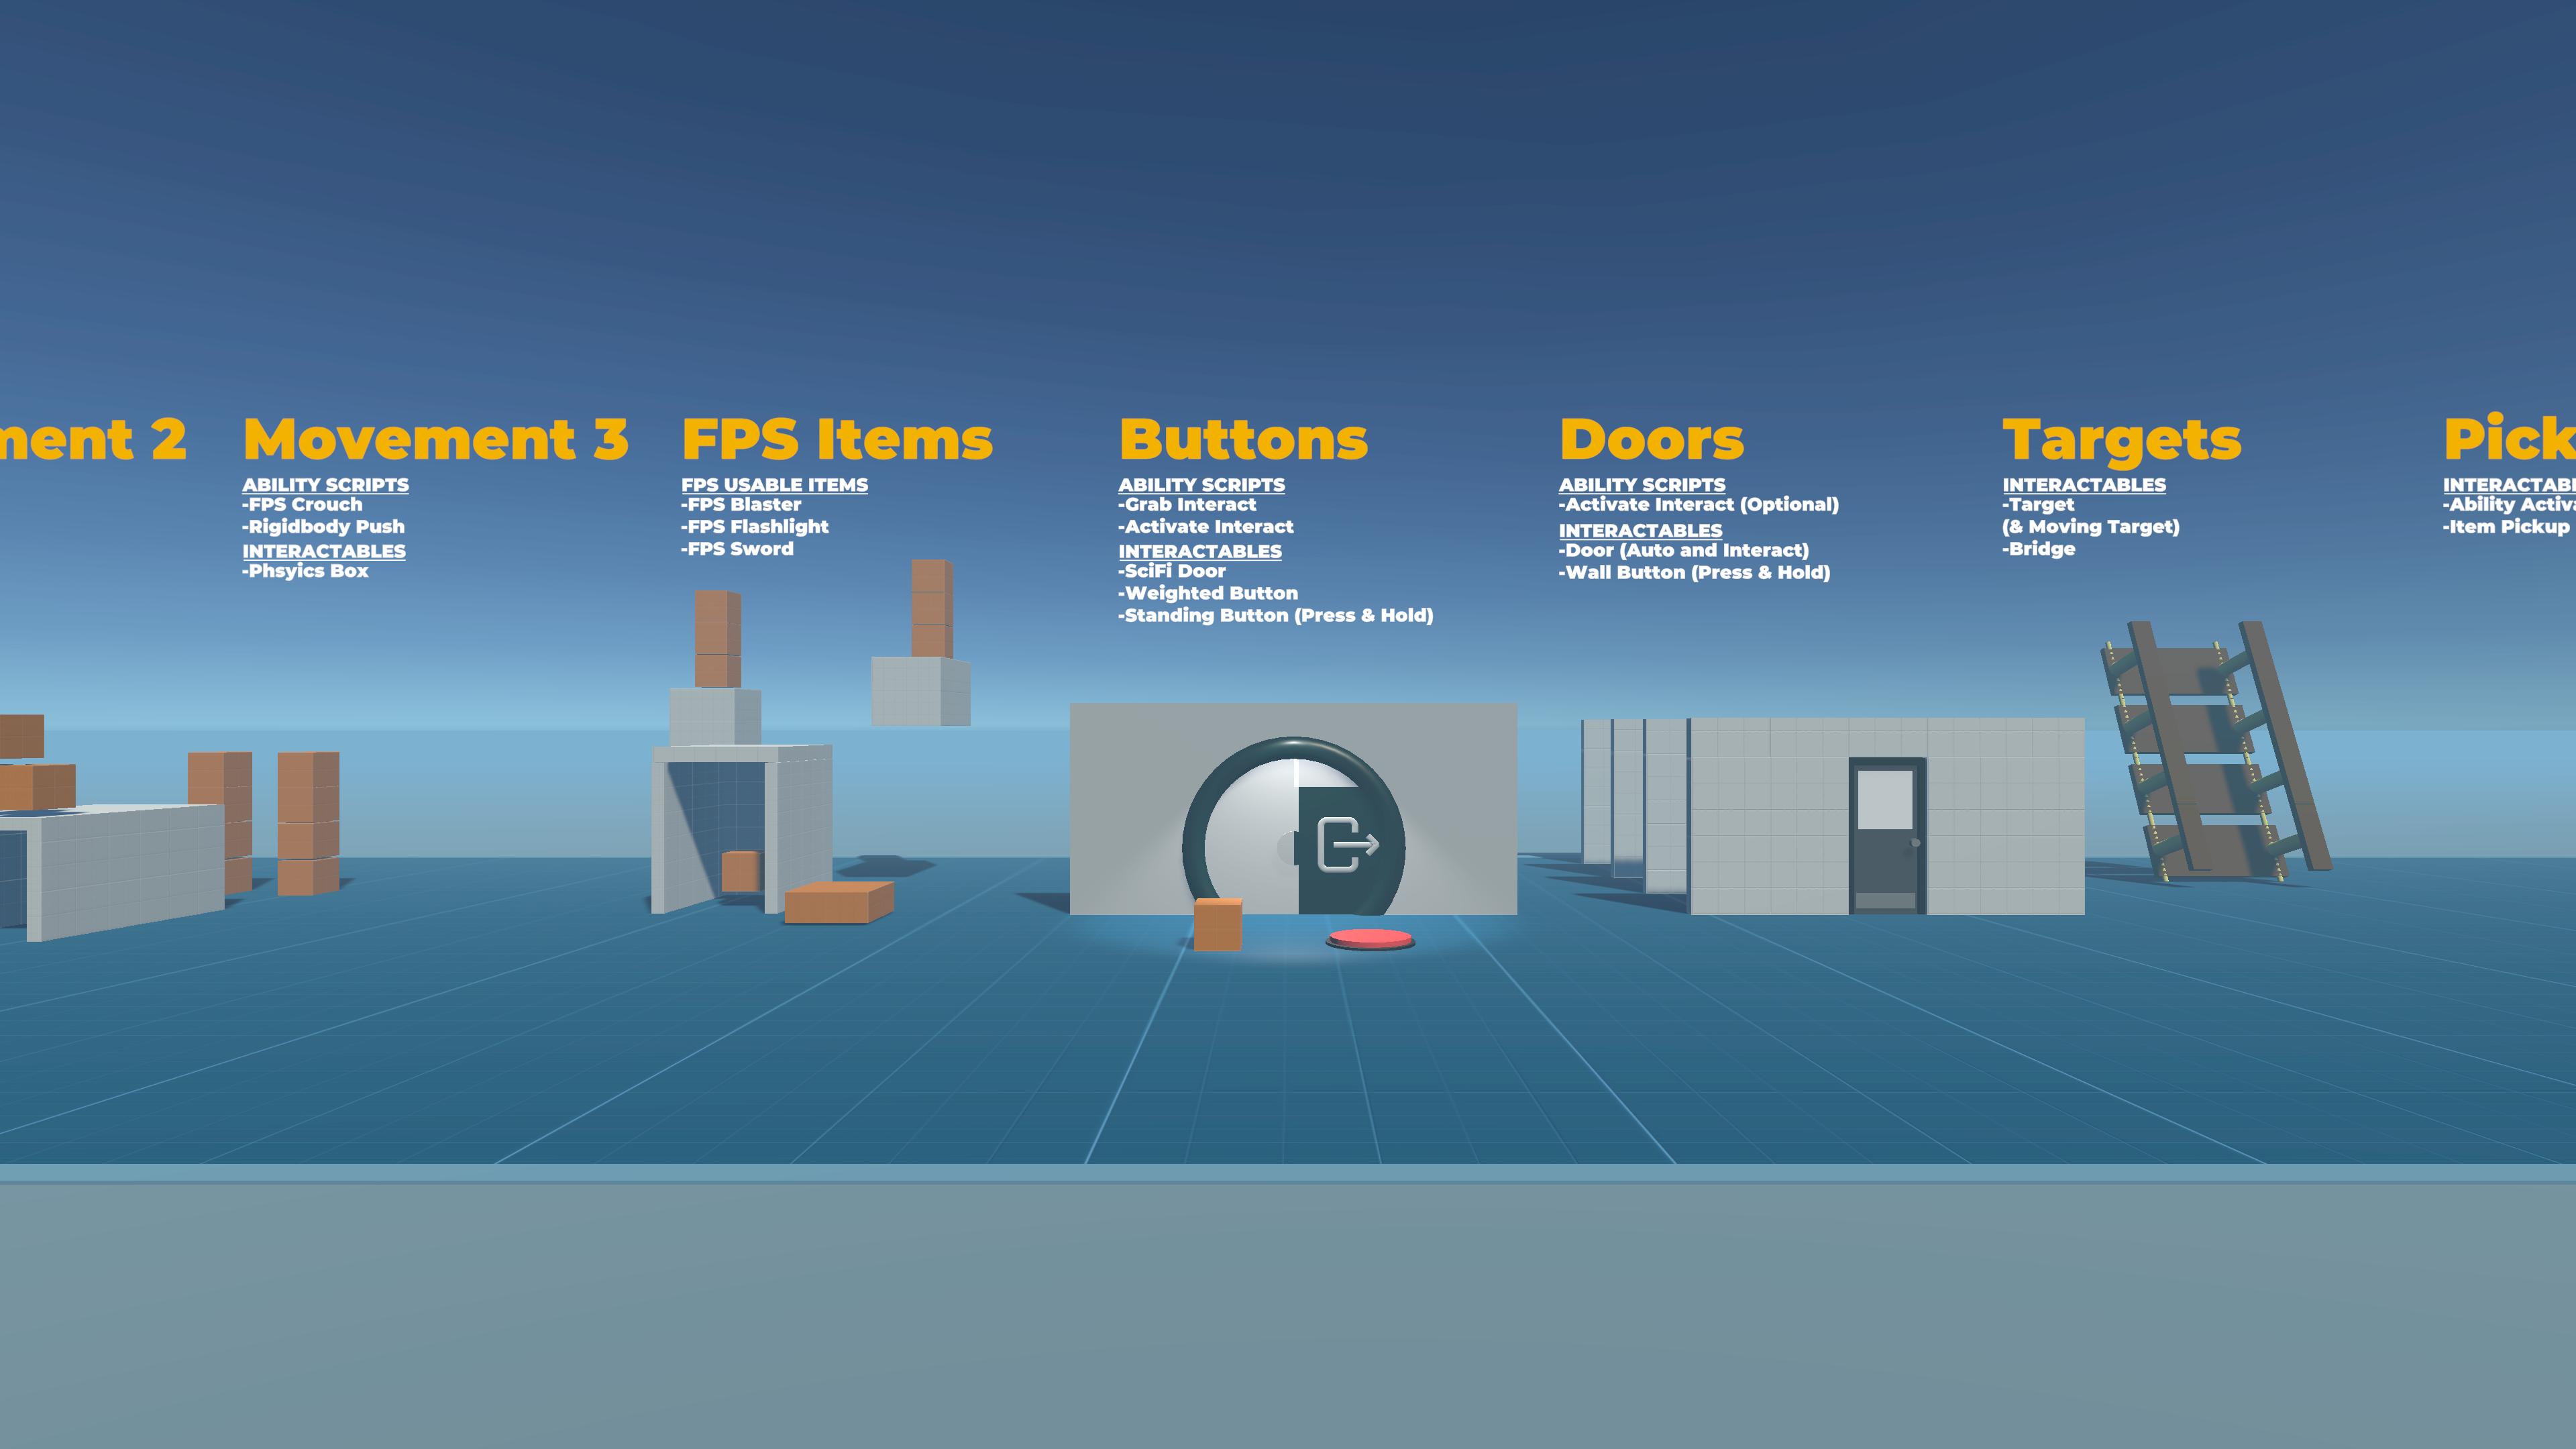 ment 2
Movement 3
ABILITY SCRIPTS
-FPS Crouch
-Rigidbody Push
INTERACTABLES
-Phsyics Box
FPS Items
FPS USABLE ITEMS
-FPS Blaster
-FPS Flashlight
-FPS Sword
Buttons
ABILITY SCRIPTS
-Grab Interact
-Activate Interact
INTERACTABLES
-SciFi Door
-Weighted Button
-Standing Button (Press & Hold)
Doors
ABILITY SCRIPTS
-Activate Interact (Optional)
INTERACTABLES
-Door (Auto and Interact)
-Wall Button (Press & Hold)
Targets
INTERACTABLES
-Target
(& Moving Target)
-Bridge
Pick
INTERACTABL
-Ability Activa
-Item Pickup